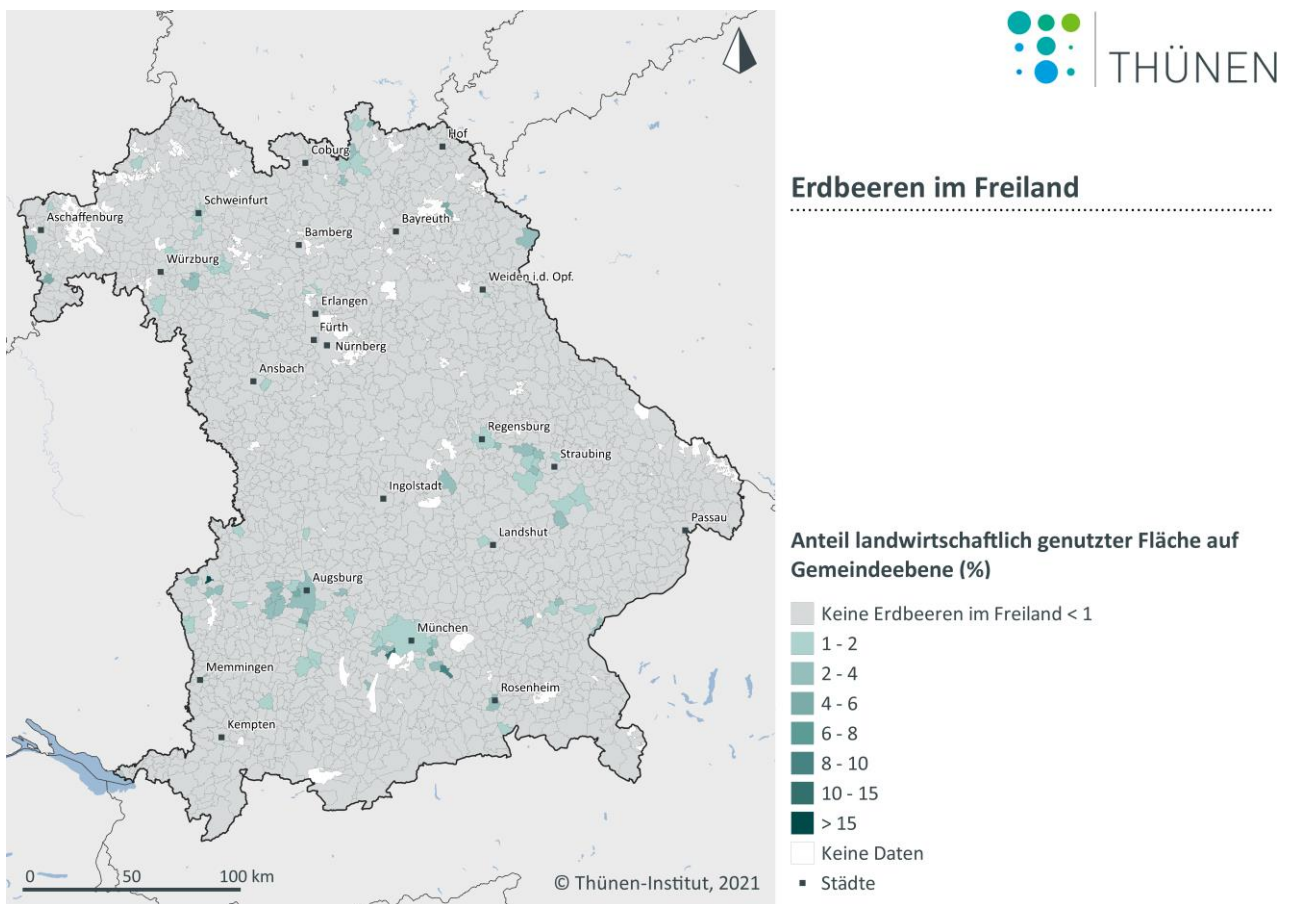 THÜNEN
Erdbeeren im Freiland
Hof
Coburg
Schweinfurt
Aschaffenburg
Bayreuth
Bamberg
Würzburg
Weiden i.d. Opf.
Erlangen
Fürth
Nürnberg
Ansbach
Regensburg
Straubing
Ingolstadt
Passau
Landshut
Augsburg
München
Memmingen
Rosenheim
Kempten
0 50 100 km
© Thünen-Institut, 2021
Anteil landwirtschaftlich genutzter Fläche auf
Gemeindeebene (%)
Keine Erdbeeren im Freiland < 1
1 - 2
2 - 4
4 - 6
6 - 8
8 - 10
10 - 15
> 15
Keine Daten
Städte